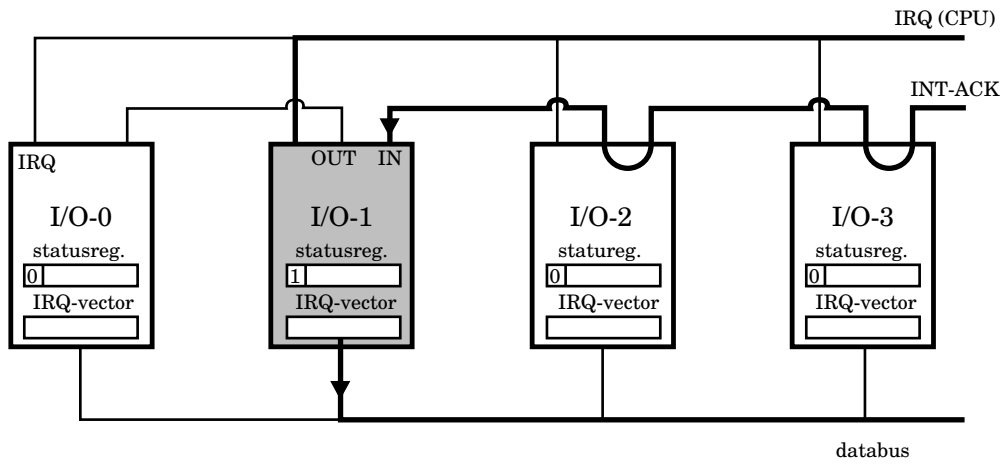 IRQ (CPU)
INT-ACK
IRQ
OUT IN
I/O-0
I/O-1
I/O-2
I/O-3
statusreg.
statusreg.
statureg.
statusreg.
0
1
0
0
IRQ-vector
IRQ-vector
IRQ-vector
IRQ-vector
databus